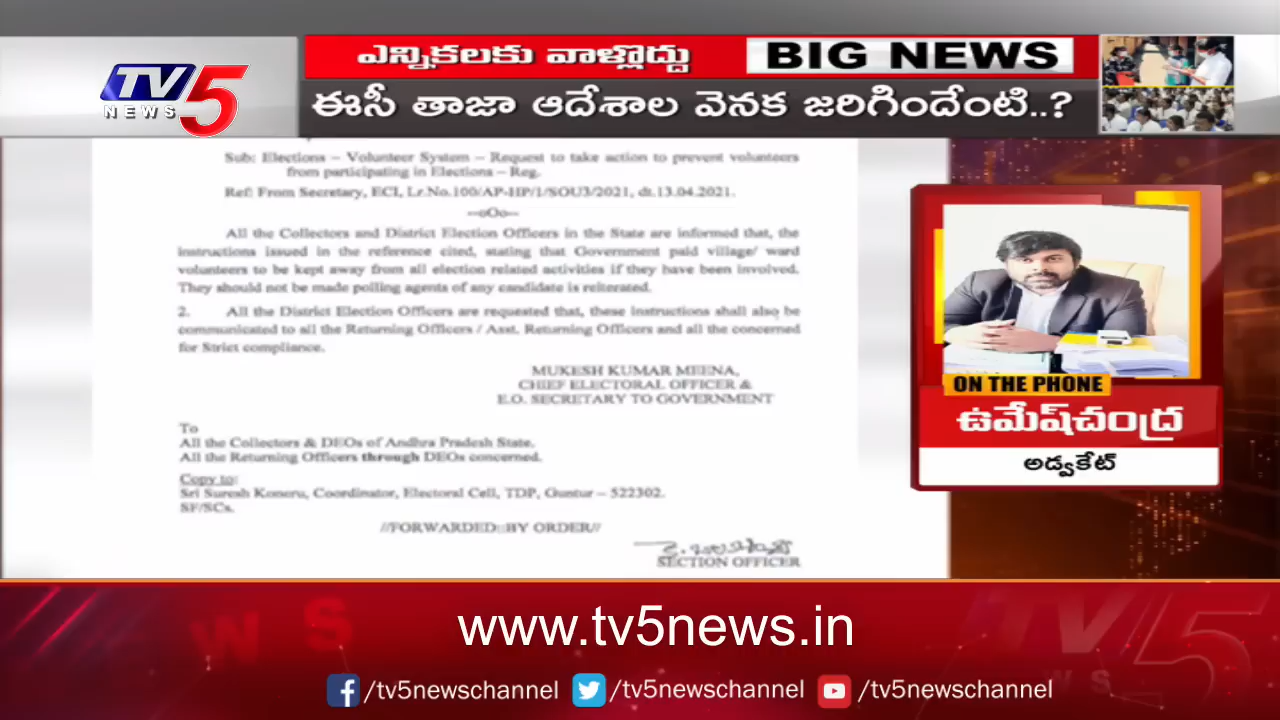 TV5
NEWS
ఎన్నికలకు వాళ్లొద్దు
BIG NEWS
ఈసీ తాజా ఆదేశాల వెనక జరిగిందేంటి..?
Sub: Elections – Volunteer System – Request to take action to prevent volunteers
from participating in Elections – Reg.
Ref: From Secretary, ECI, Lr.No.100/AP-HP/1/SOU3/2021, dt.13.04.2021.
--oOo--
All the Collectors and District Election Officers in the State are informed that, the
instructions issued in the reference cited, stating that Government paid village/ ward
volunteers to be kept away from all election related activities if they have been involved.
They should not be made polling agents of any candidate is reiterated.
2. All the District Election Officers are requested that, these instructions shall also be
communicated to all the Returning Officers / Asst. Returning Officers and all the concerned
for Strict compliance.
MUKESH KUMAR MEENA,
CHIEF ELECTORAL OFFICER &
E.O. SECRETARY TO GOVERNMENT
To
All the Collectors & DEOs of Andhra Pradesh State.
All the Returning Officers through DEOs concerned.
Copy to:
Sri Suresh Koneru, Coordinator, Electoral Cell, TDP, Guntur – 522302.
SF/SCs.
//FORWARDED::BY ORDER//
SECTION OFFICER
ON THE PHONE
ఉమేష్‌చంద్ర
అడ్వకేట్
www.tv5news.in
/tv5newschannel
/tv5newschannel
/tv5newschannel